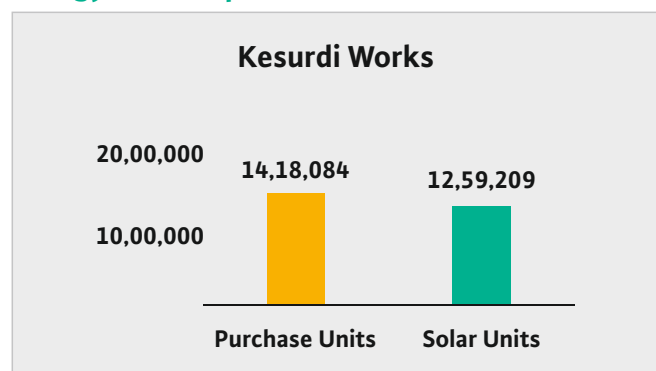 Kesurdi Works
20,00,000
14,18,084
12,59,209
10,00,000
Purchase Units
Solar Units